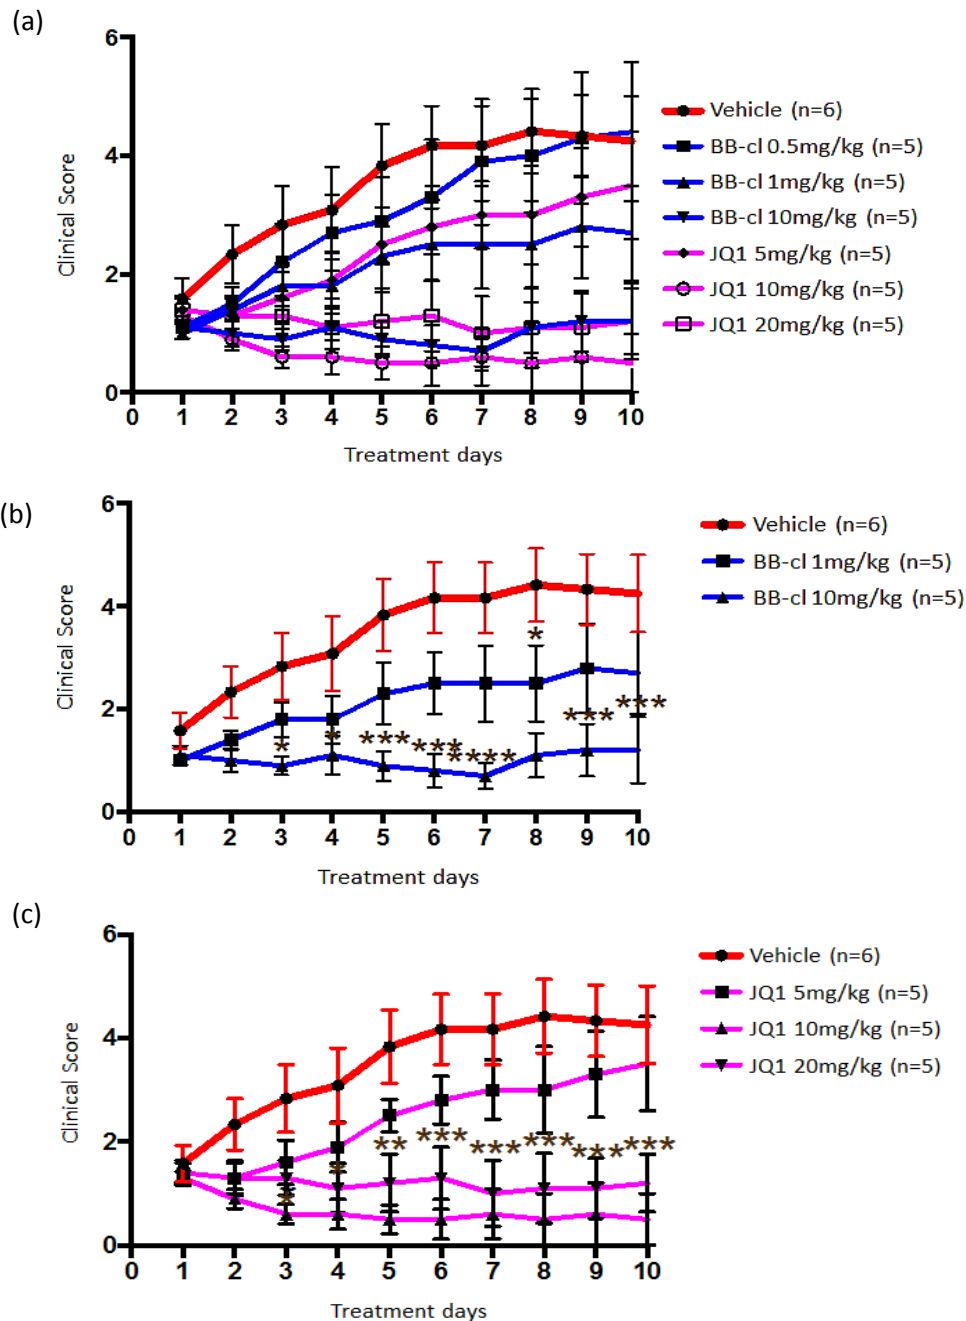 (a)
6
4
2
0
Clinical Score
0 1 2 3 4 5 6 7 8 9 10
Treatment days
Vehicle (n=6)
BB-cl 0.5mg/kg (n=5)
BB-cl 1mg/kg (n=5)
BB-cl 10mg/kg (n=5)
JQ1 5mg/kg (n=5)
JQ1 10mg/kg (n=5)
JQ1 20mg/kg (n=5)
(b)
6
4
2
0
Clinical Score
* * * *** *** **** *** ***
0 1 2 3 4 5 6 7 8 9 10
Treatment days
Vehicle (n=6)
BB-cl 1mg/kg (n=5)
BB-cl 10mg/kg (n=5)
(c)
6
4
2
0
Clinical Score
* * ** *** *** *** *** ***
0 1 2 3 4 5 6 7 8 9 10
Treatment days
Vehicle (n=6)
JQ1 5mg/kg (n=5)
JQ1 10mg/kg (n=5)
JQ1 20mg/kg (n=5)